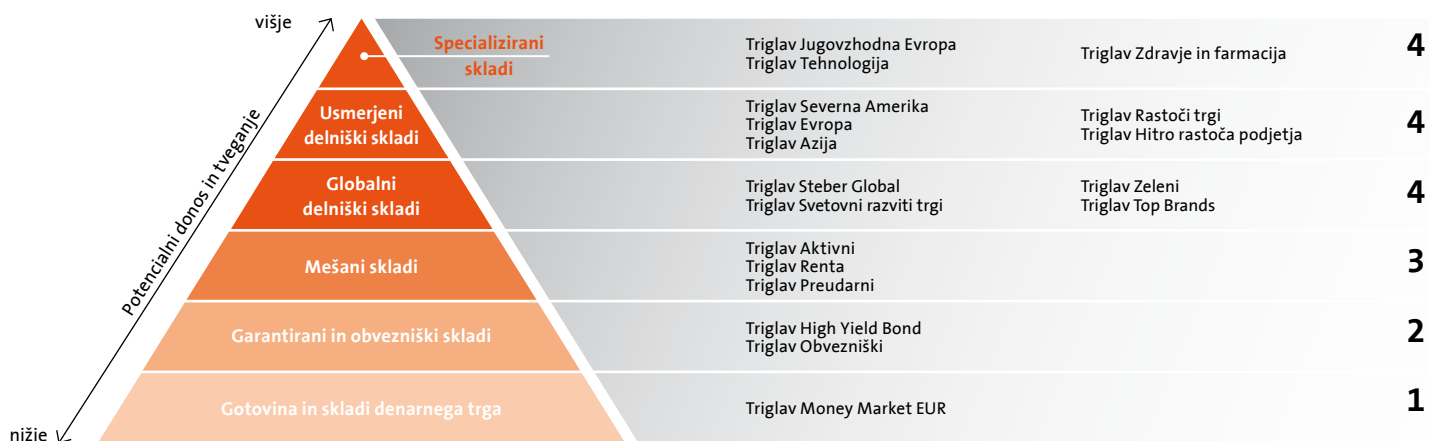 višje
Potencialni donos in tveganje
nižje
Specializirani
skladi
Triglav Jugovzhodna Evropa
Triglav Tehnologija
Triglav Zdravje in farmacija
4
Usmerjeni
delniški skladi
Triglav Severna Amerika
Triglav Evropa
Triglav Azija
Triglav Rastoči trgi
Triglav Hitro rastoča podjetja
4
Globalni
delniški skladi
Triglav Steber Global
Triglav Svetovni razviti trgi
Triglav Zeleni
Triglav Top Brands
4
Mešani skladi
Triglav Aktivni
Triglav Renta
Triglav Preudarni
3
Garantirani in obvezniški skladi
Triglav High Yield Bond
Triglav Obvezniški
2
Gotovina in skladi denarnega trga
Triglav Money Market EUR
1